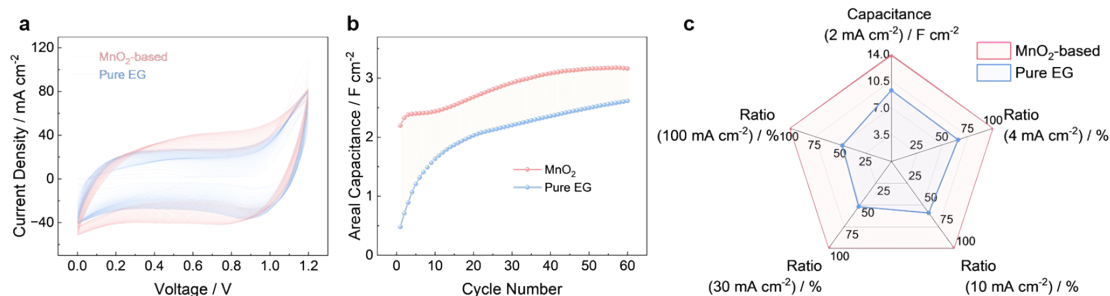 a
MnO₂-based
Pure EG
Current Density / mA cm⁻²
120
80
40
0
−40
0.0 0.2 0.4 0.6 0.8 1.0 1.2
Voltage / V
b
Areal Capacitance / F cm⁻²
3
2
1
0
MnO₂
Pure EG
0 10 20 30 40 50 60
Cycle Number
c
Capacitance
(2 mA cm⁻²) / F cm⁻²
MnO₂-based
Pure EG
14.0
10.5
7.0
3.5
Ratio
(4 mA cm⁻²) / %
100
75
50
25
Ratio
(10 mA cm⁻²) / %
100
75
50
25
Ratio
(30 mA cm⁻²) / %
100
75
50
25
Ratio
(100 mA cm⁻²) / %
100
75
50
25